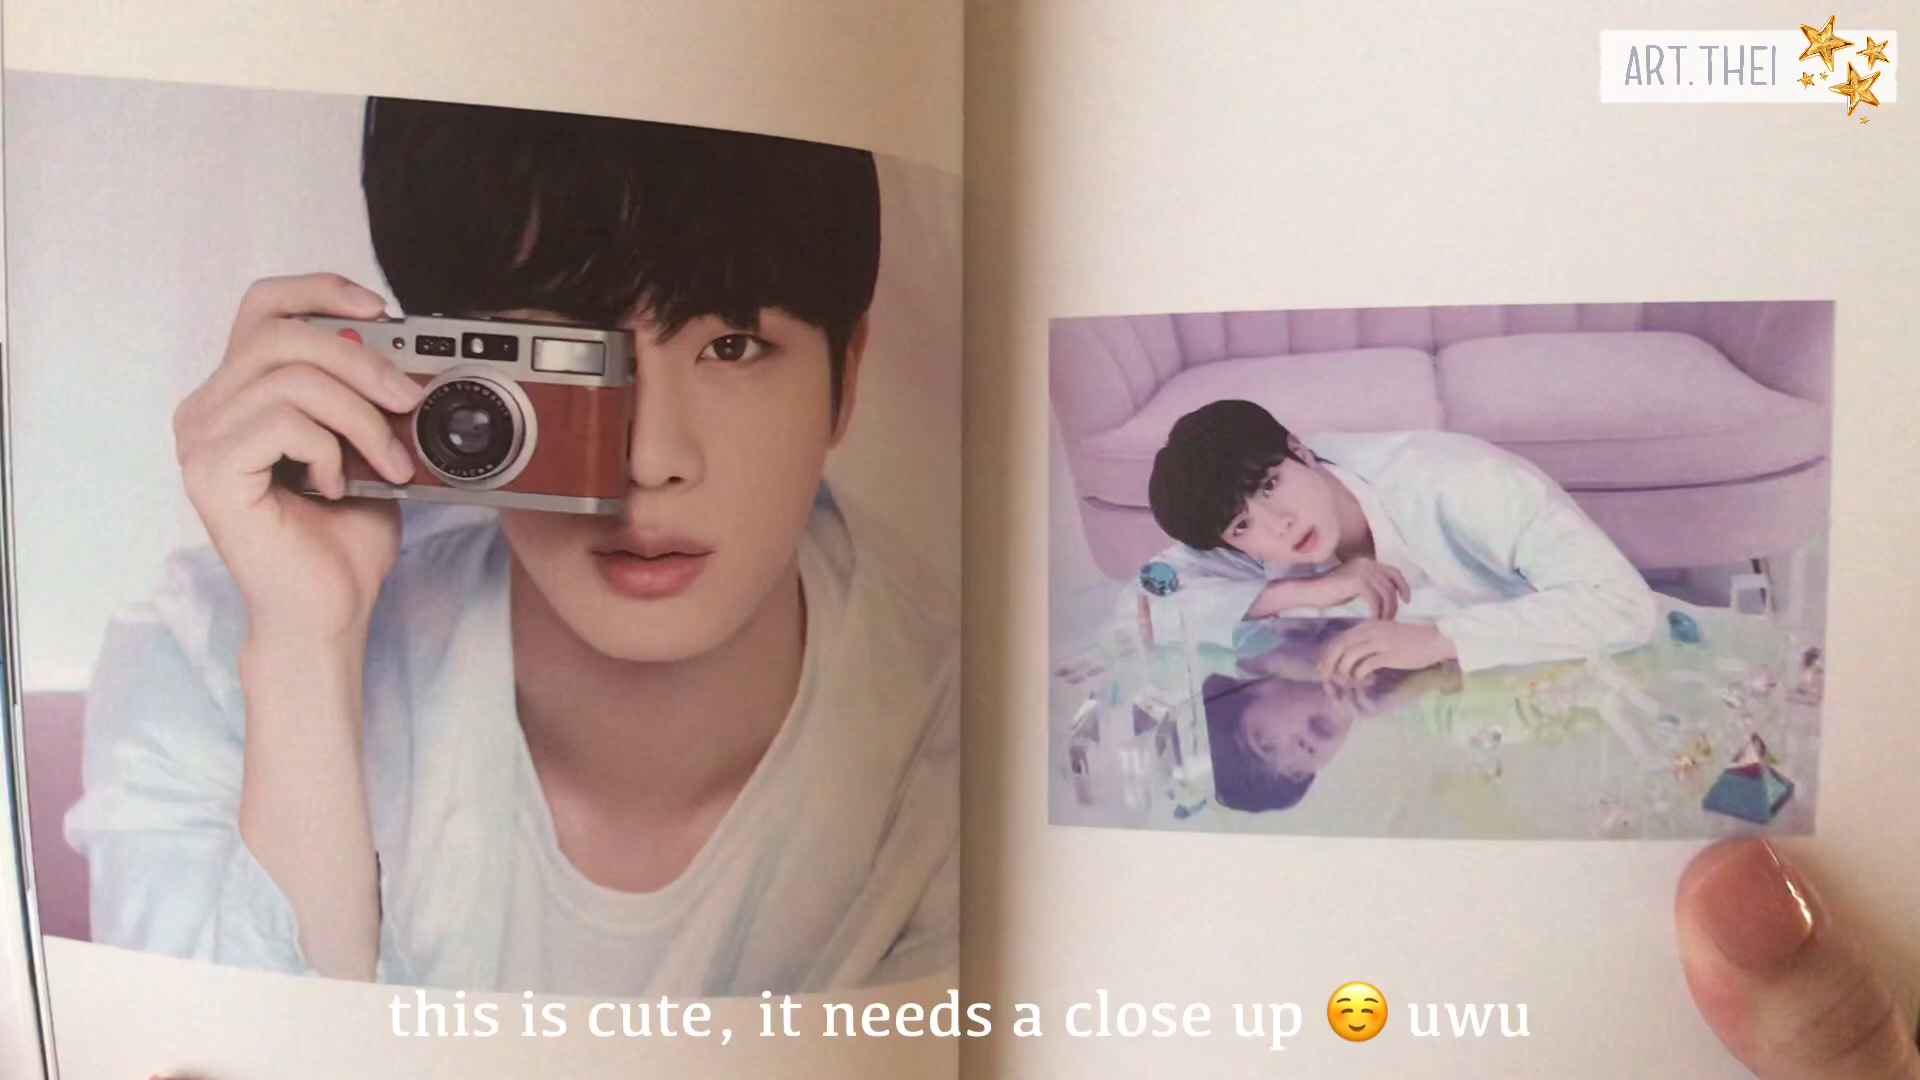 ART.THEI
this is cute, it needs a close up ☺️ uwu